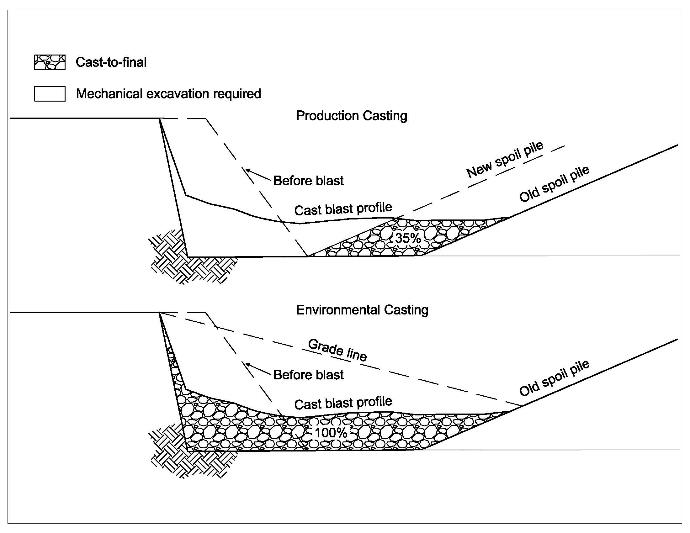 Cast-to-final
Mechanical excavation required
Production Casting
New spoil pile
Old spoil pile
Before blast
Cast blast profile
35%
Environmental Casting
Grade line
Before blast
Old spoil pile
Cast blast profile
100%